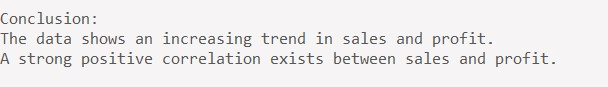 Conclusion:
The data shows an increasing trend in sales and profit.
A strong positive correlation exists between sales and profit.